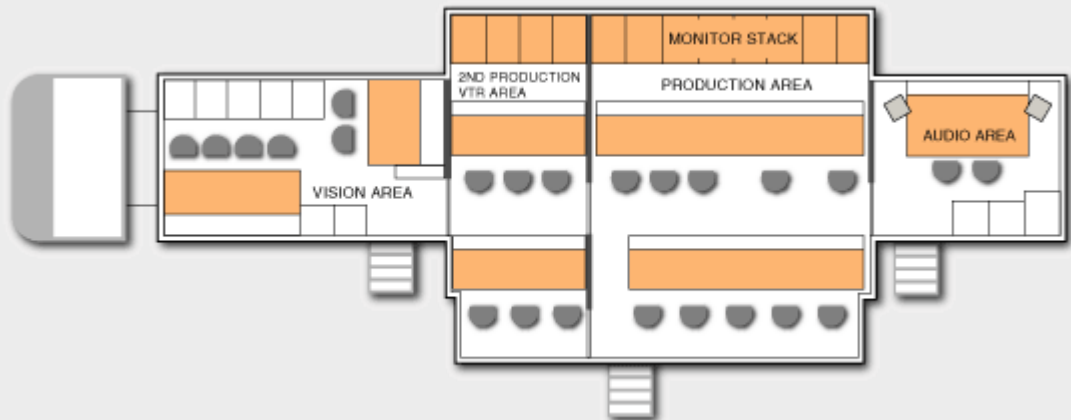 MONITOR STACK
2ND PRODUCTION
VTR AREA
PRODUCTION AREA
AUDIO AREA
VISION AREA